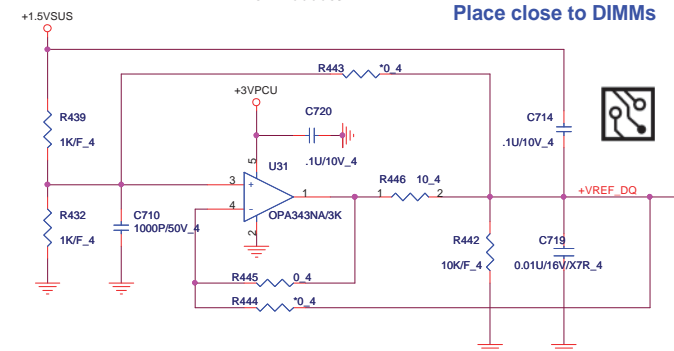 Place close to DIMMs
+1.5VSUS
R443
*0_4
+3VPCU
C720
.1U/10V_4
C714
.1U/10V_4
R439
1K/F_4
5
U31
3
+
4
-
1
2
OPA343NA/3K
R446
10_4
1
2
+VREF_DQ
R432
1K/F_4
C710
1000P/50V_4
R442
10K/F_4
C719
0.01U/16V/X7R_4
R445
0_4
R444
*0_4